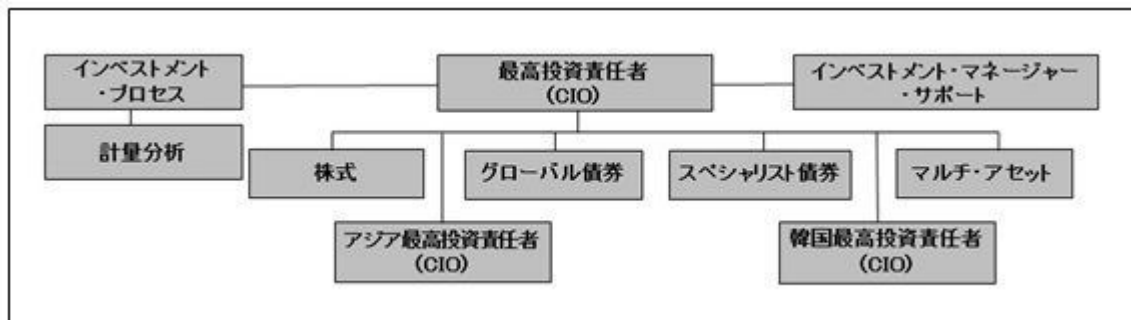 インベストメント
・プロセス
最高投資責任者
(CIO)
インベストメント・マネージャー
・サポート
計量分析
株式
グローバル債券
スペシャリスト債券
マルチ・アセット
アジア最高投資責任者
(CIO)
韓国最高投資責任者
(CIO)